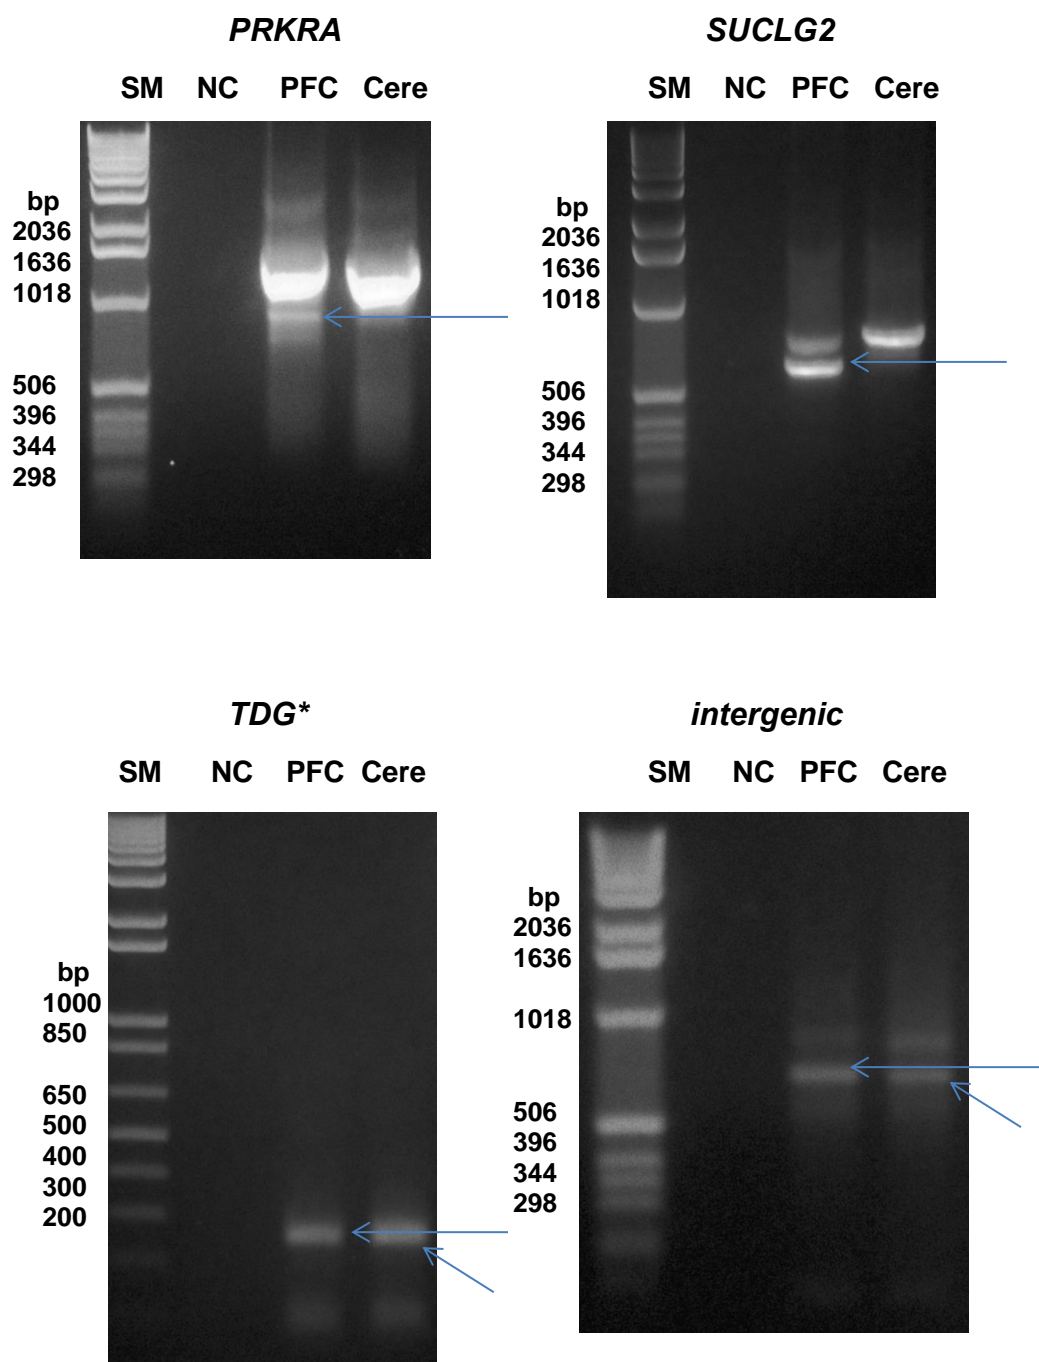 PRKRA
SM NC PFC Cere
bp
2036
1636
1018
506
396
344
298
SUCLG2
SM NC PFC Cere
bp
2036
1636
1018
506
396
344
298
TDG*
SM NC PFC Cere
bp
1000
850
650
500
400
300
200
intergenic
SM NC PFC Cere
bp
2036
1636
1018
506
396
344
298